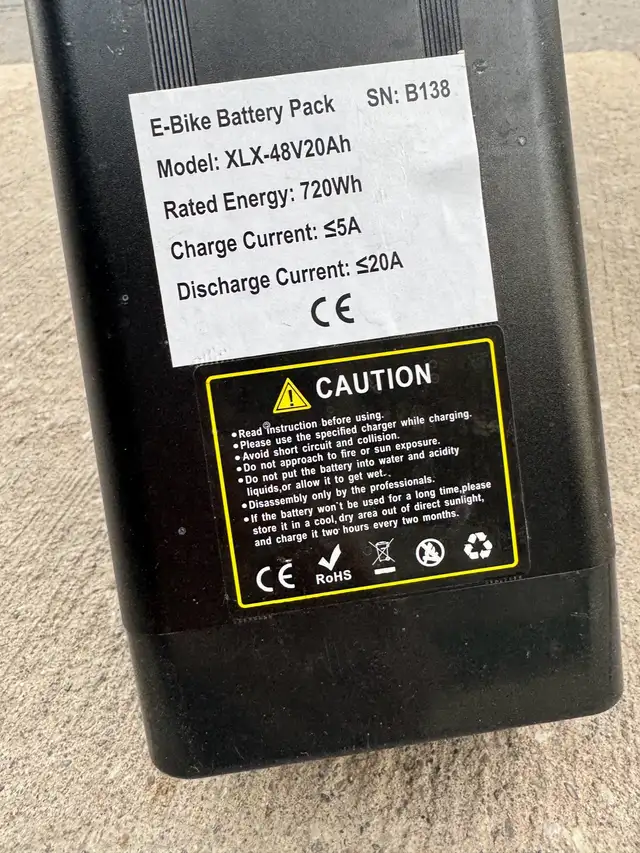 E-Bike Battery Pack SN: B138
Model: XLX-48V20Ah
Rated Energy: 720Wh
Charge Current: ≤5A
Discharge Current: ≤20A
CE
CAUTION
•Read instruction before using.
•Please use the specified charger while charging.
•Avoid short circuit and collision.
•Do not approach to fire or sun exposure.
•Do not put the battery into water and acidity
liquids,or allow it to get wet.
•Disassembly only by the professionals.
•If the battery won't be used for a long time,please
store it in a cool, dry area out of direct sunlight,
and charge it two hours every two months.
CE
RoHS